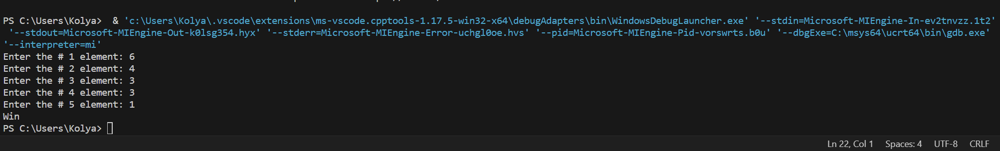 PS C:\Users\Kolya>  & 'c:\Users\Kolya\.vscode\extensions\ms-vscode.cpptools-1.17.5-win32-x64\debugAdapters\bin\WindowsDebugLauncher.exe' '--stdin=Microsoft-MIEngine-In-ev2tnvzz.1t2'
'--stdout=Microsoft-MIEngine-Out-k0lsg354.hyx' '--stderr=Microsoft-MIEngine-Error-uchgl0oe.hvs' '--pid=Microsoft-MIEngine-Pid-vorswrts.b0u' '--dbgExe=C:\msys64\ucrt64\bin\gdb.exe'
'--interpreter=mi'
Enter the # 1 element: 6
Enter the # 2 element: 4
Enter the # 3 element: 3
Enter the # 4 element: 3
Enter the # 5 element: 1
Win
PS C:\Users\Kolya>
Ln 22, Col 1 Spaces: 4 UTF-8 CRLF